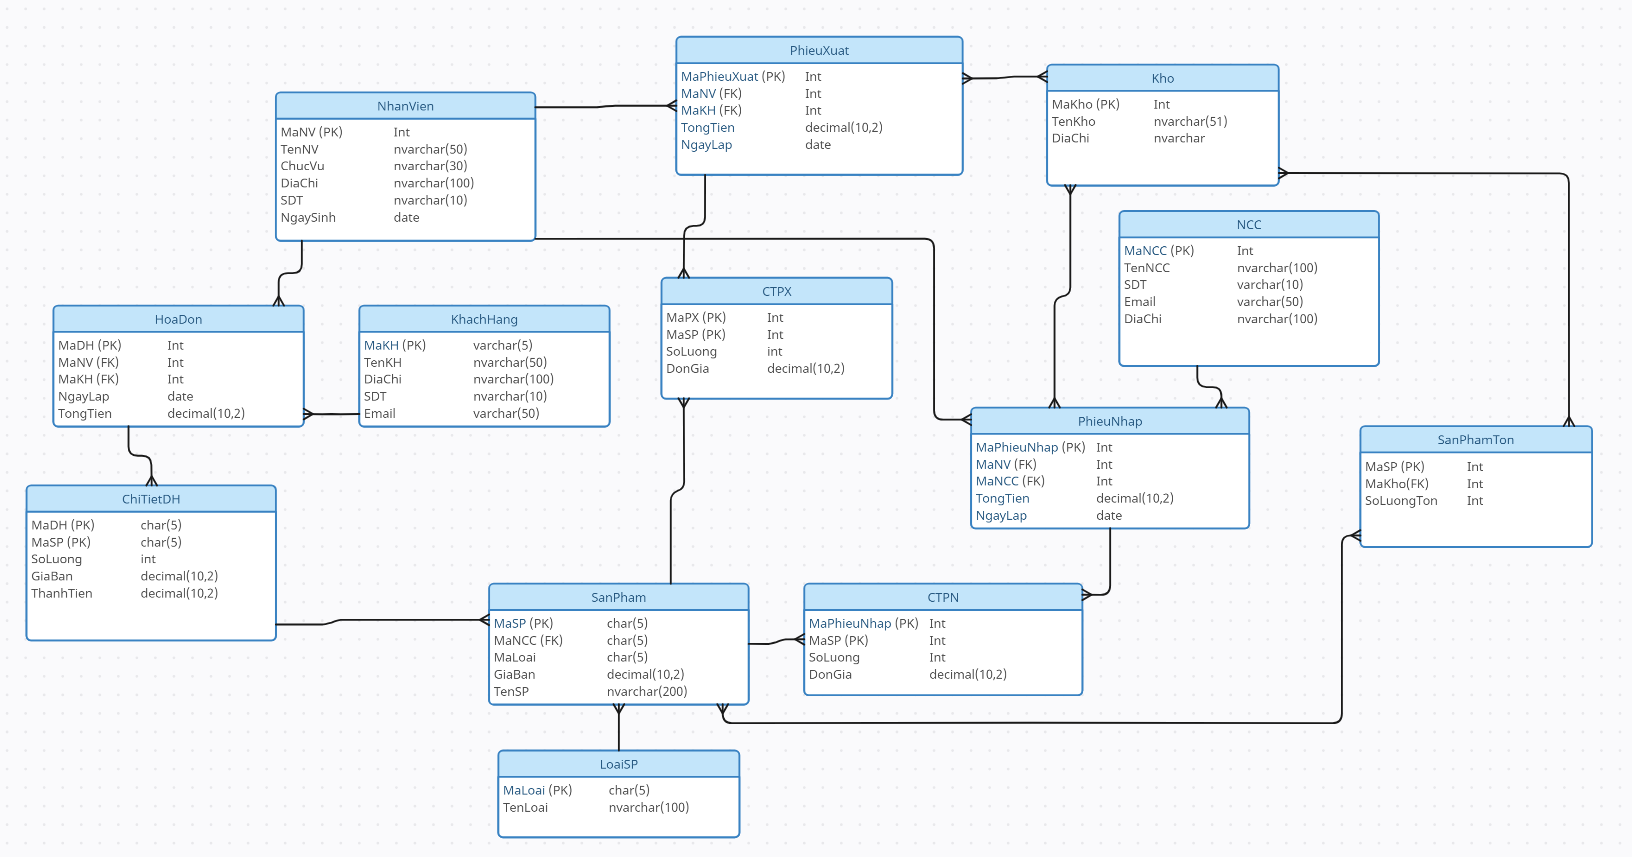 PhieuXuat
MaPhieuXuat (PK) Int
MaNV (FK) Int
MaKH (FK) Int
TongTien decimal(10,2)
NgayLap date
Kho
MaKho (PK) Int
TenKho nvarchar(51)
DiaChi nvarchar
NhanVien
MaNV (PK) Int
TenNV nvarchar(50)
ChucVu nvarchar(30)
DiaChi nvarchar(100)
SDT nvarchar(10)
NgaySinh date
NCC
MaNCC (PK) Int
TenNCC nvarchar(100)
SDT varchar(10)
Email varchar(50)
DiaChi nvarchar(100)
CTPX
MaPX (PK) Int
MaSP (PK) Int
SoLuong int
DonGia decimal(10,2)
HoaDon
MaDH (PK) Int
MaNV (FK) Int
MaKH (FK) Int
NgayLap date
TongTien decimal(10,2)
KhachHang
MaKH (PK) varchar(5)
TenKH nvarchar(50)
DiaChi nvarchar(100)
SDT nvarchar(10)
Email varchar(50)
PhieuNhap
MaPhieuNhap (PK) Int
MaNV (FK) Int
MaNCC (FK) Int
TongTien decimal(10,2)
NgayLap date
SanPhamTon
MaSP (PK) Int
MaKho(FK) Int
SoLuongTon Int
ChiTietDH
MaDH (PK) char(5)
MaSP (PK) char(5)
SoLuong int
GiaBan decimal(10,2)
ThanhTien decimal(10,2)
SanPham
MaSP (PK) char(5)
MaNCC (FK) char(5)
MaLoai char(5)
GiaBan decimal(10,2)
TenSP nvarchar(200)
CTPN
MaPhieuNhap (PK) Int
MaSP (PK) Int
SoLuong Int
DonGia decimal(10,2)
LoaiSP
MaLoai (PK) char(5)
TenLoai nvarchar(100)